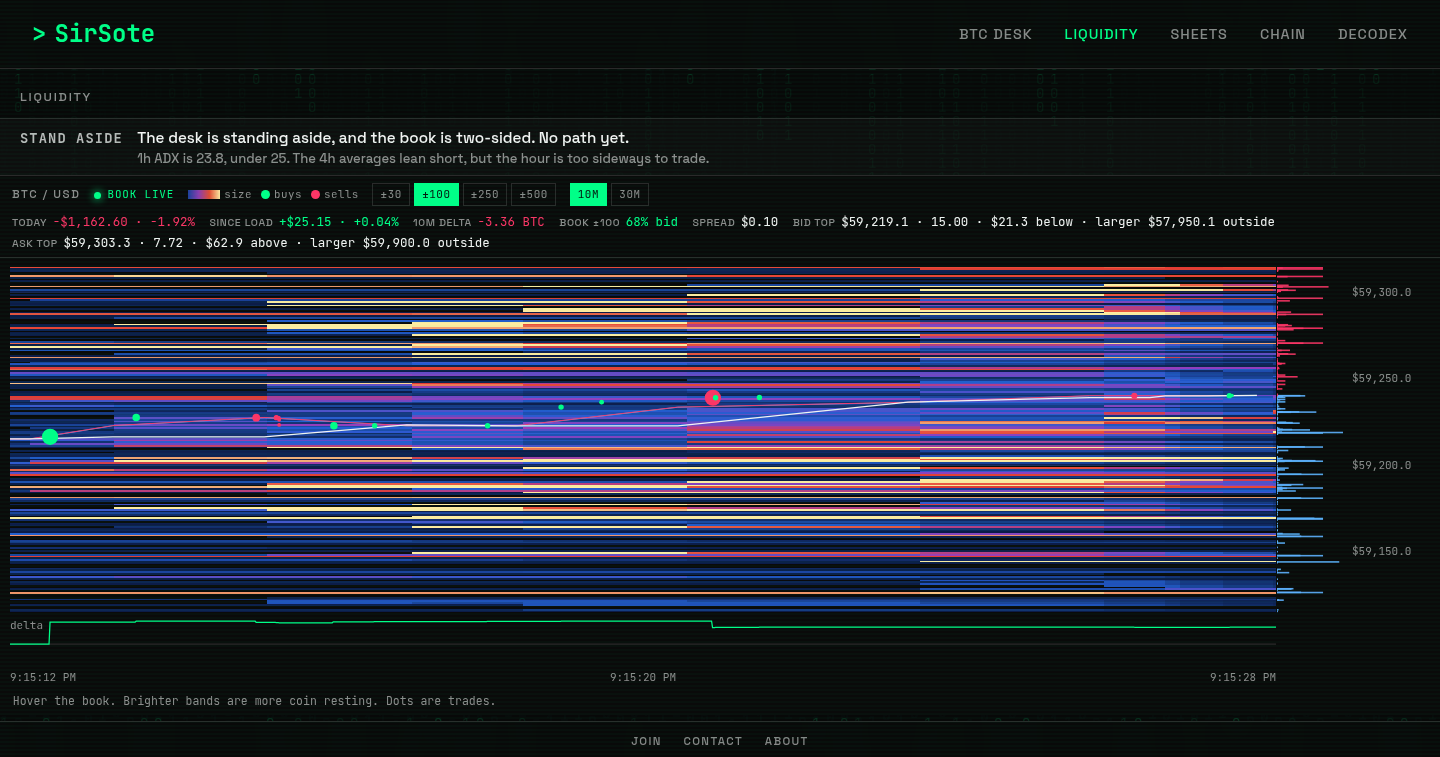 > SirSote
BTC DESK LIQUIDITY SHEETS CHAIN DECODEX
LIQUIDITY
STAND ASIDE The desk is standing aside, and the book is two-sided. No path yet.
1h ADX is 23.8, under 25. The 4h averages lean short, but the hour is too sideways to trade.
BTC / USD BOOK LIVE size buys sells ±30 ±100 ±250 ±500 10M 30M
TODAY -$1,162.60 · -1.92% SINCE LOAD +$25.15 · +0.04% 10M DELTA -3.36 BTC BOOK ±100 68% bid SPREAD $0.10 BID TOP $59,219.1 · 15.00 · $21.3 below · larger $57,950.1 outside
ASK TOP $59,303.3 · 7.72 · $62.9 above · larger $59,900.0 outside
$59,300.0
$59,250.0
$59,200.0
$59,150.0
delta
9:15:12 PM 9:15:20 PM 9:15:28 PM
Hover the book. Brighter bands are more coin resting. Dots are trades.
JOIN CONTACT ABOUT